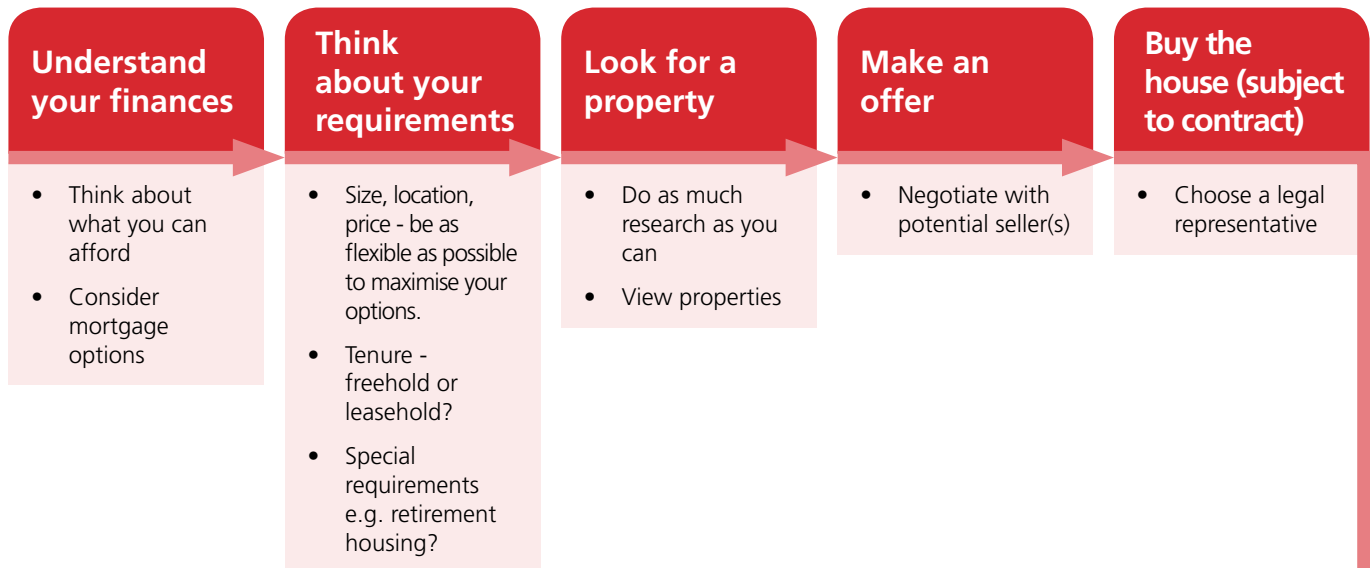 Understand
your finances
• Think about
what you can
afford
• Consider
mortgage
options
Think
about your
requirements
• Size, location,
price - be as
flexible as possible
to maximise your
options.
• Tenure -
freehold or
leasehold?
• Special
requirements
e.g. retirement
housing?
Look for a
property
• Do as much
research as you
can
• View properties
Make an
offer
• Negotiate with
potential seller(s)
Buy the
house (subject
to contract)
• Choose a legal
representative